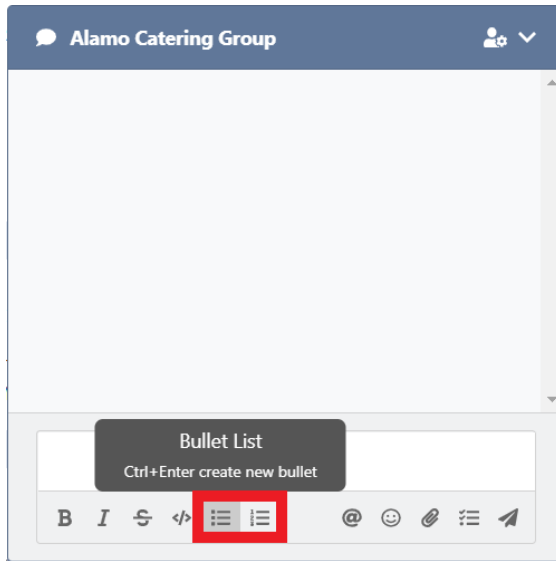 Alamo Catering Group
Bullet List
Ctrl+Enter create new bullet
B I S </> @